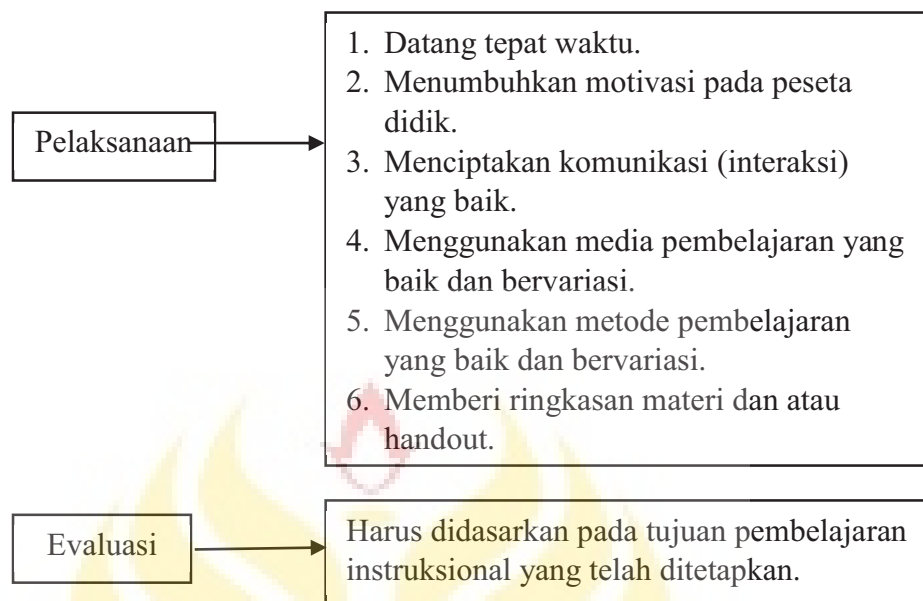 Pelaksanaan
1. Datang tepat waktu.
2. Menumbuhkan motivasi pada peseta
didik.
3. Menciptakan komunikasi (interaksi)
yang baik.
4. Menggunakan media pembelajaran yang
baik dan bervariasi.
5. Menggunakan metode pembelajaran
yang baik dan bervariasi.
6. Memberi ringkasan materi dan atau
handout.
Evaluasi
Harus didasarkan pada tujuan pembelajaran
instruksional yang telah ditetapkan.